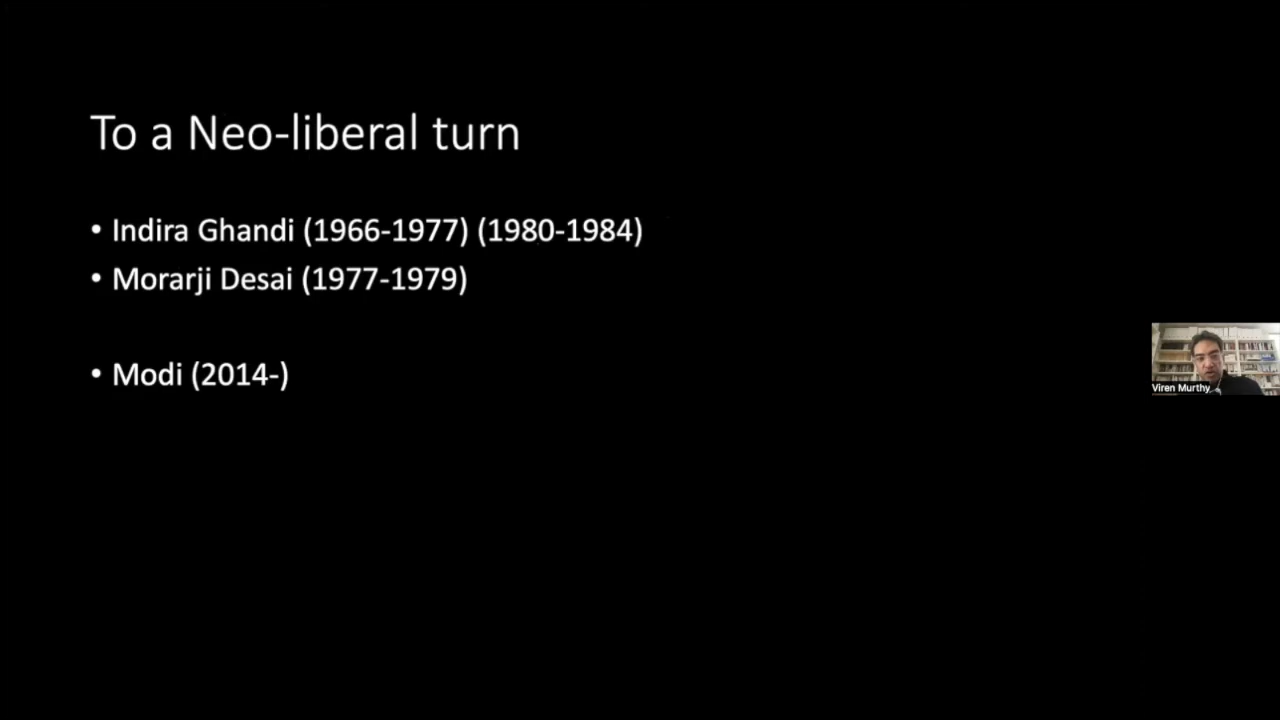 To a Neo-liberal turn
• Indira Ghandi (1966-1977) (1980-1984)
• Morarji Desai (1977-1979)
• Modi (2014-)
Viren Murthy